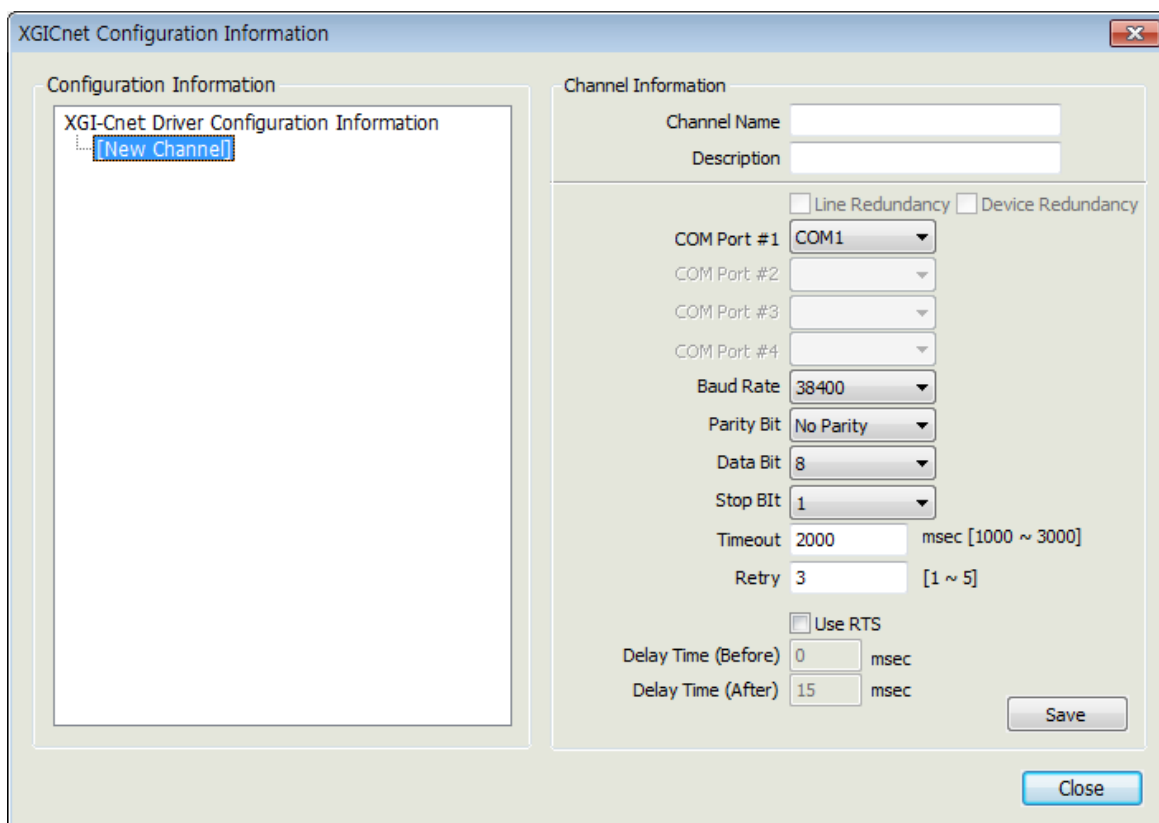 XGICnet Configuration Information
Configuration Information
XGI-Cnet Driver Configuration Information
[New Channel]
Channel Information
Channel Name
Description
Line Redundancy Device Redundancy
COM Port #1 COM1
COM Port #2
COM Port #3
COM Port #4
Baud Rate 38400
Parity Bit No Parity
Data Bit 8
Stop BIt 1
Timeout 2000 msec [1000 ~ 3000]
Retry 3 [1 ~ 5]
Use RTS
Delay Time (Before) 0 msec
Delay Time (After) 15 msec
Save
Close